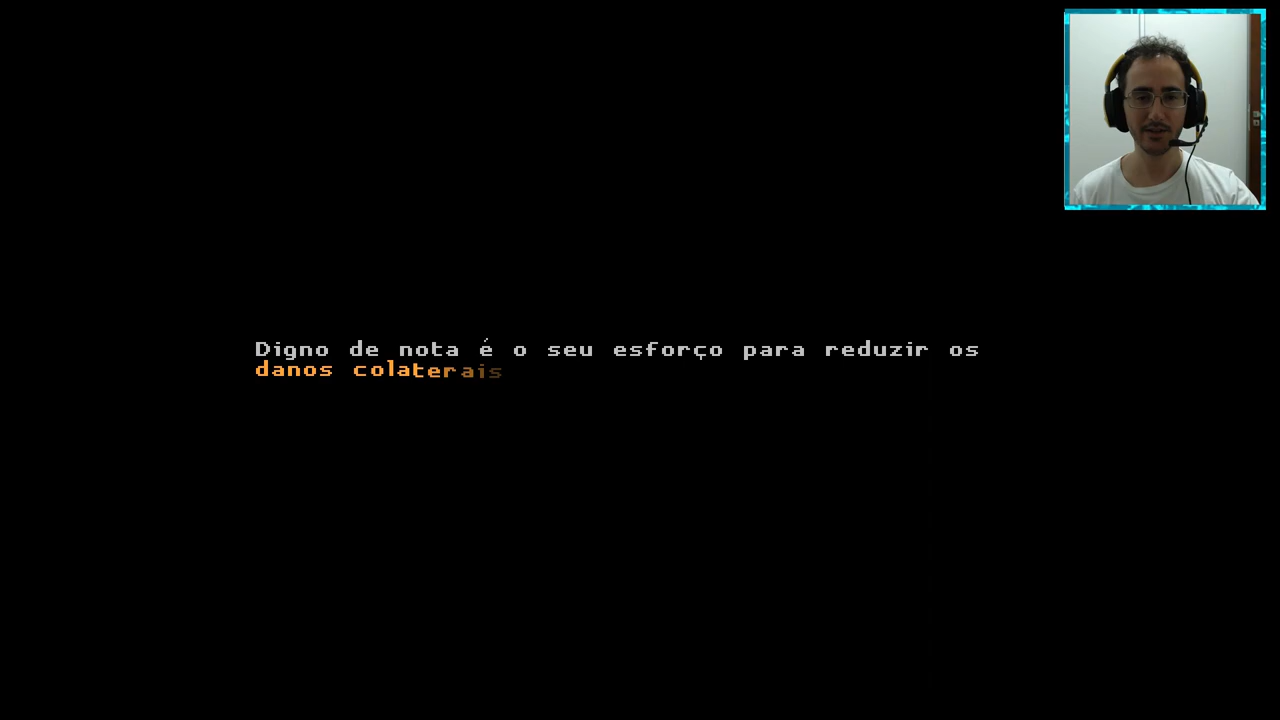 Digno de nota é o seu esforço para reduzir os
danos colaterais